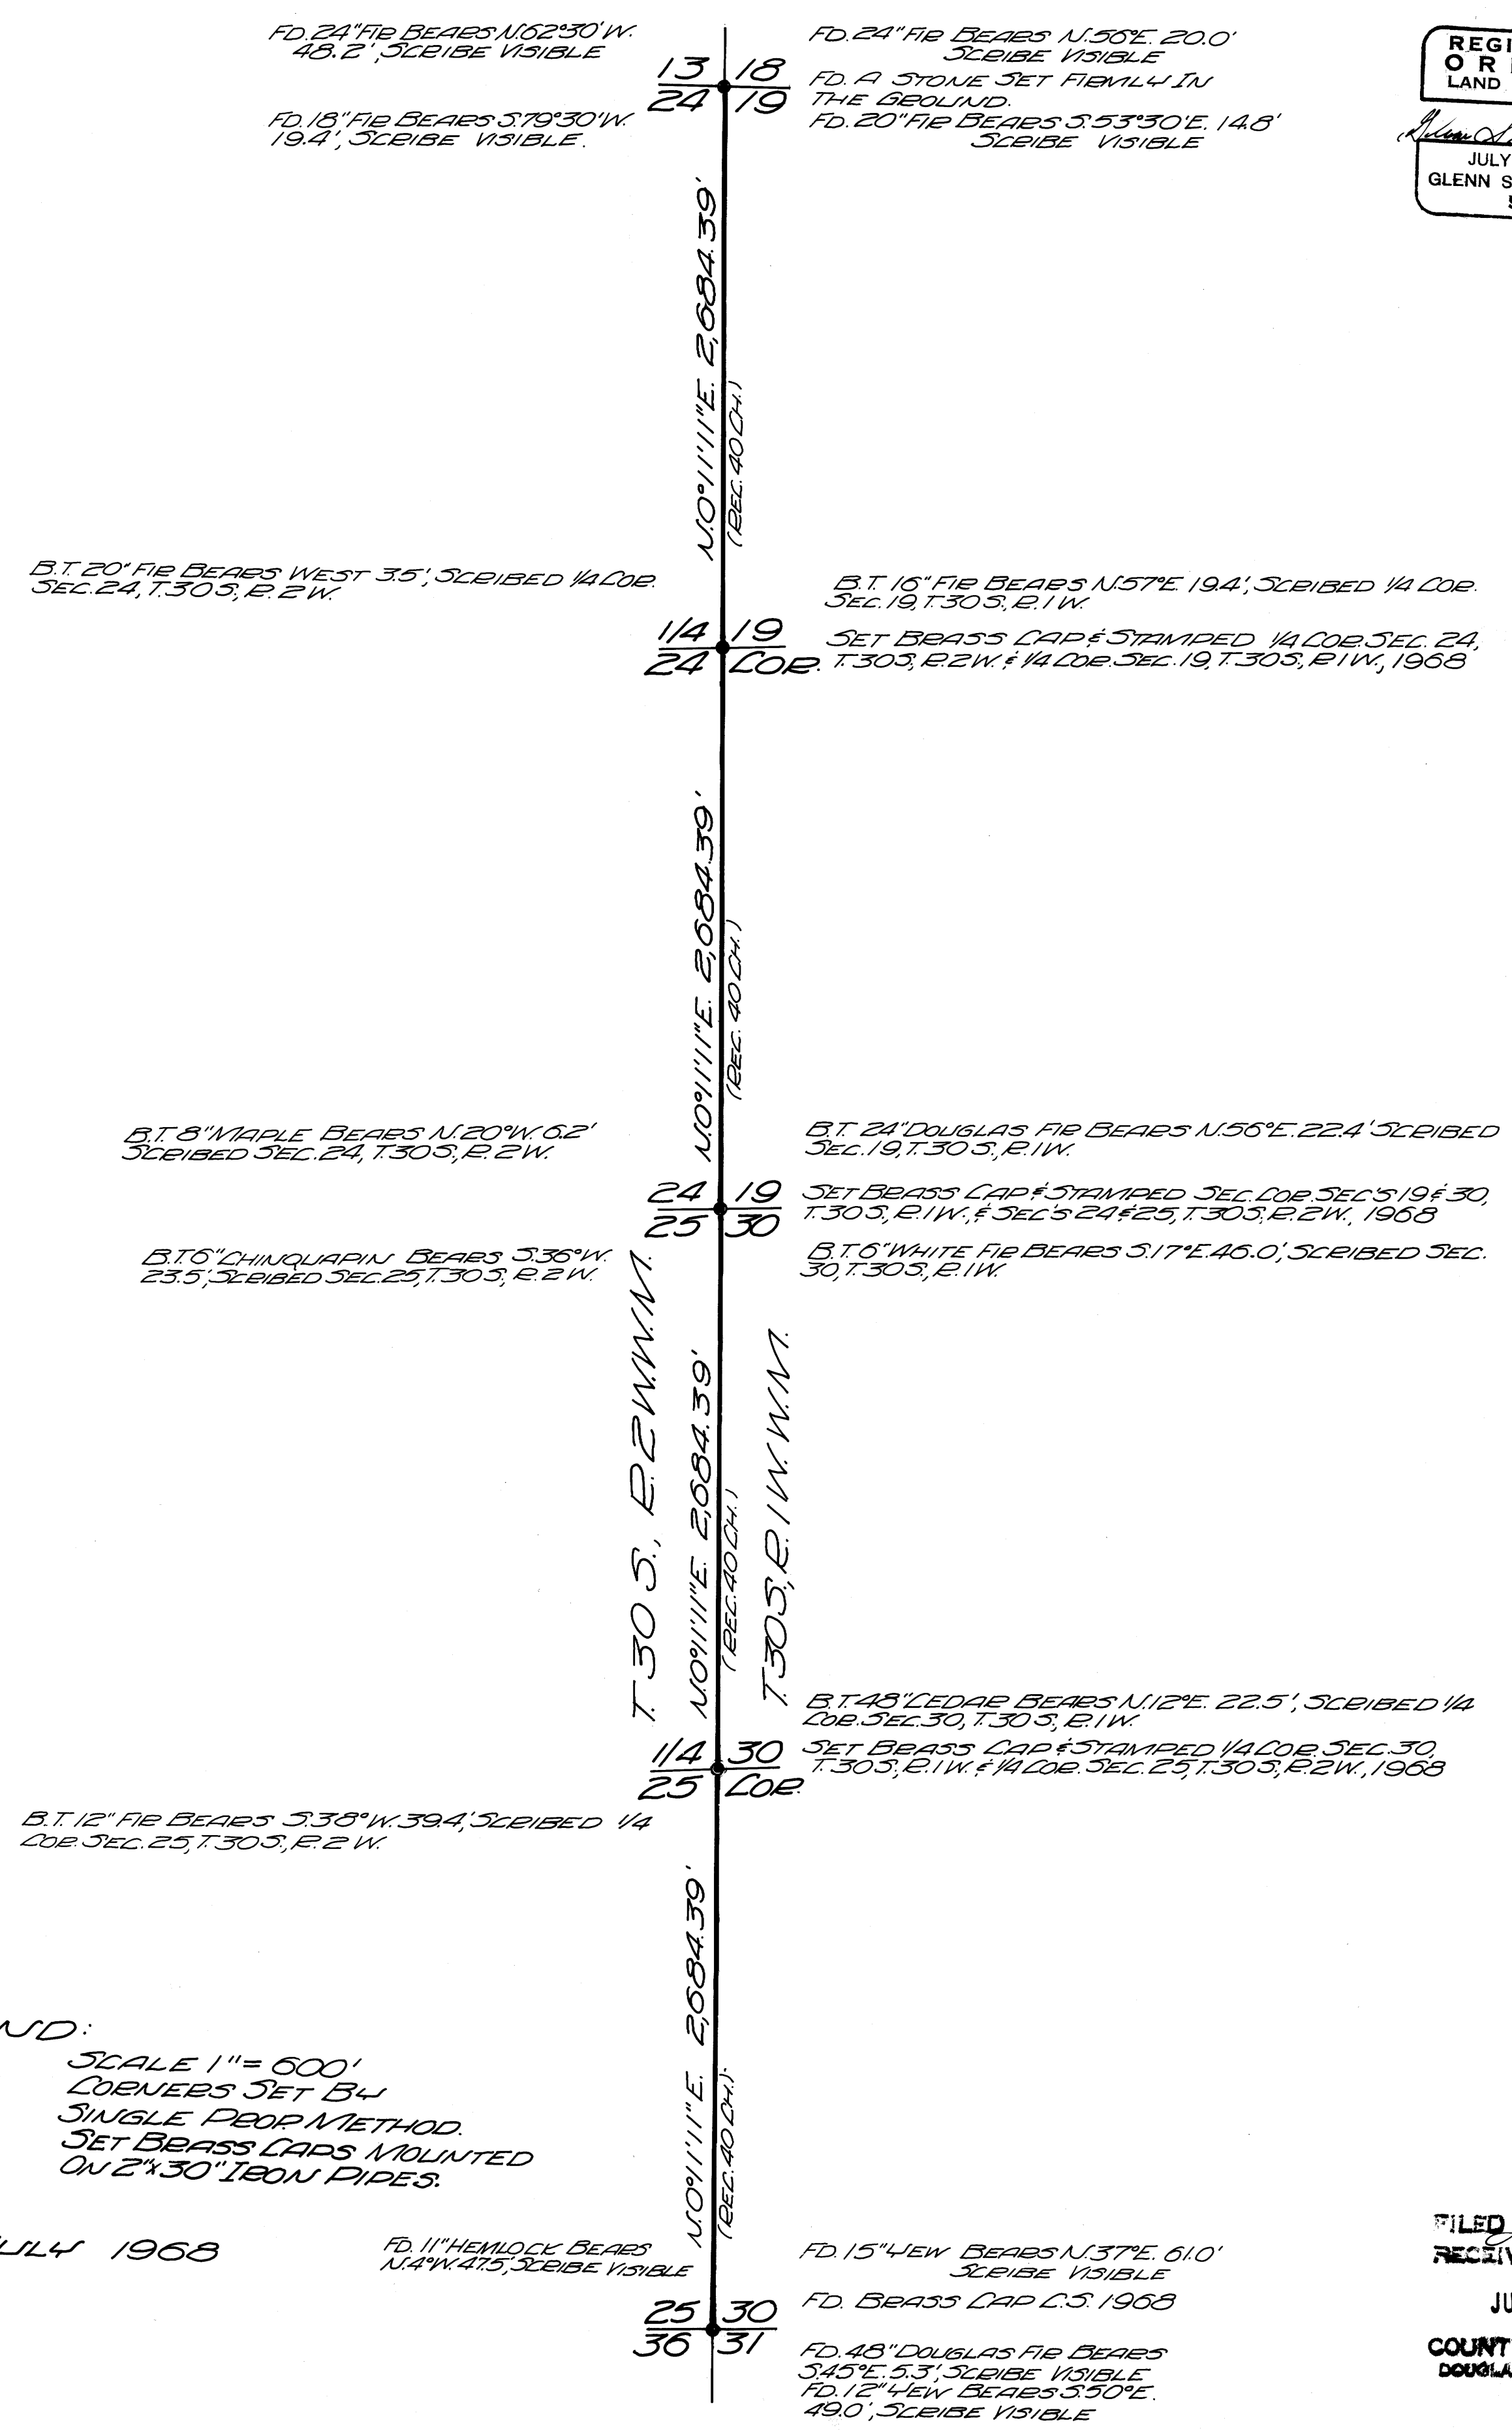 FD. 24" FIR BEARS N.62°30'W.
48.2', SCRIBE VISIBLE
FD. 24" FIR BEARS N.56°E. 20.0'
SCRIBE VISIBLE
13 18
24 19
FD. A STONE SET FIRMLY IN
THE GROUND.
FD. 18" FIR BEARS S.79°30'W.
19.4', SCRIBE VISIBLE.
FD. 20" FIR BEARS S.53°30'E. 14.8'
SCRIBE VISIBLE
REGI
OR
LAND
JULY
GLENN S
N.0°11'11"E. 2,684.39'
(REC. 40 CH.)
B.T. 20" FIR BEARS WEST 3.5', SCRIBED 1/4 COR.
SEC. 24, T.30S., R.2W.
B.T. 16" FIR BEARS N.57°E. 19.4', SCRIBED 1/4 COR.
SEC. 19, T.30S., R.1W.
1/4 19
24 COR.
SET BRASS CAP & STAMPED 1/4 COR. SEC. 24,
T.30S., R.2W. & 1/4 COR. SEC. 19, T.30S., R.1W., 1968
N.0°11'11"E. 2,684.39'
(REC. 40 CH.)
B.T. 8" MAPLE BEARS N.20°W. 6.2'
SCRIBED SEC. 24, T.30S., R.2W.
B.T. 24" DOUGLAS FIR BEARS N.56°E. 22.4' SCRIBED
SEC. 19, T.30S., R.1W.
24 19
25 30
SET BRASS CAP & STAMPED SEC. COR. SEC'S 19 & 30,
T.30S., R.1W., & SEC'S 24 & 25, T.30S., R.2W., 1968
B.T. 6" CHINQUAPIN BEARS S.36°W.
23.5', SCRIBED SEC. 25, T.30S., R.2W.
B.T. 6" WHITE FIR BEARS S.17°E. 46.0', SCRIBED SEC.
30, T.30S., R.1W.
T.30S., R.2W.W.M.
N.0°11'11"E. 2,684.39'
(REC. 40 CH.)
T.30S., R.1W.W.M.
B.T. 48" CEDAR BEARS N.12°E. 22.5', SCRIBED 1/4
COR. SEC. 30, T.30S., R.1W.
1/4 30
25 COR.
SET BRASS CAP & STAMPED 1/4 COR. SEC. 30,
T.30S., R.1W. & 1/4 COR. SEC. 25, T.30S., R.2W., 1968
B.T. 12" FIR BEARS S.38°W. 39.4', SCRIBED 1/4
COR. SEC. 25, T.30S., R.2W.
N.0°11'11"E. 2,684.39'
(REC. 40 CH.)
ND:
SCALE 1" = 600'
CORNERS SET BY
SINGLE PROP. METHOD.
SET BRASS CAPS MOUNTED
ON 2"x30" IRON PIPES.
ULY 1968
FD. 11" HEMLOCK BEARS
N.4°W. 47.5', SCRIBE VISIBLE
FD. 15" YEW BEARS N.37°E. 61.0'
SCRIBE VISIBLE
FD. BRASS CAP C.S. 1968
25 30
36 31
FD. 48" DOUGLAS FIR BEARS
S.45°E. 5.3', SCRIBE VISIBLE
FD. 12" YEW BEARS S.50°E.
49.0', SCRIBE VISIBLE
FILED
RECEIV
JU
COUNT
DOUGLA